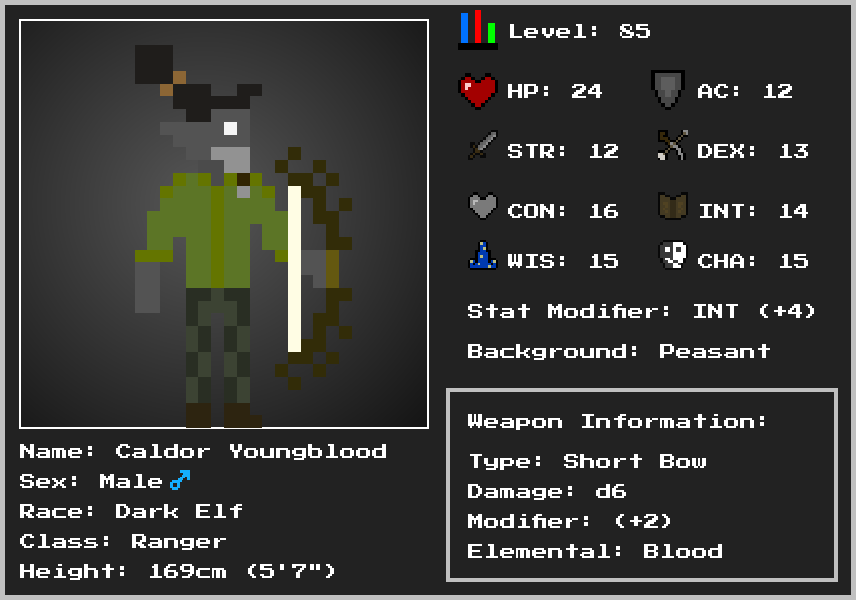 Level: 85
HP: 24 AC: 12
STR: 12 DEX: 13
CON: 16 INT: 14
WIS: 15 CHA: 15
Stat Modifier: INT (+4)
Background: Peasant
Weapon Information:
Type: Short Bow
Damage: d6
Modifier: (+2)
Elemental: Blood
Name: Caldor Youngblood
Sex: Male♂
Race: Dark Elf
Class: Ranger
Height: 169cm (5'7")